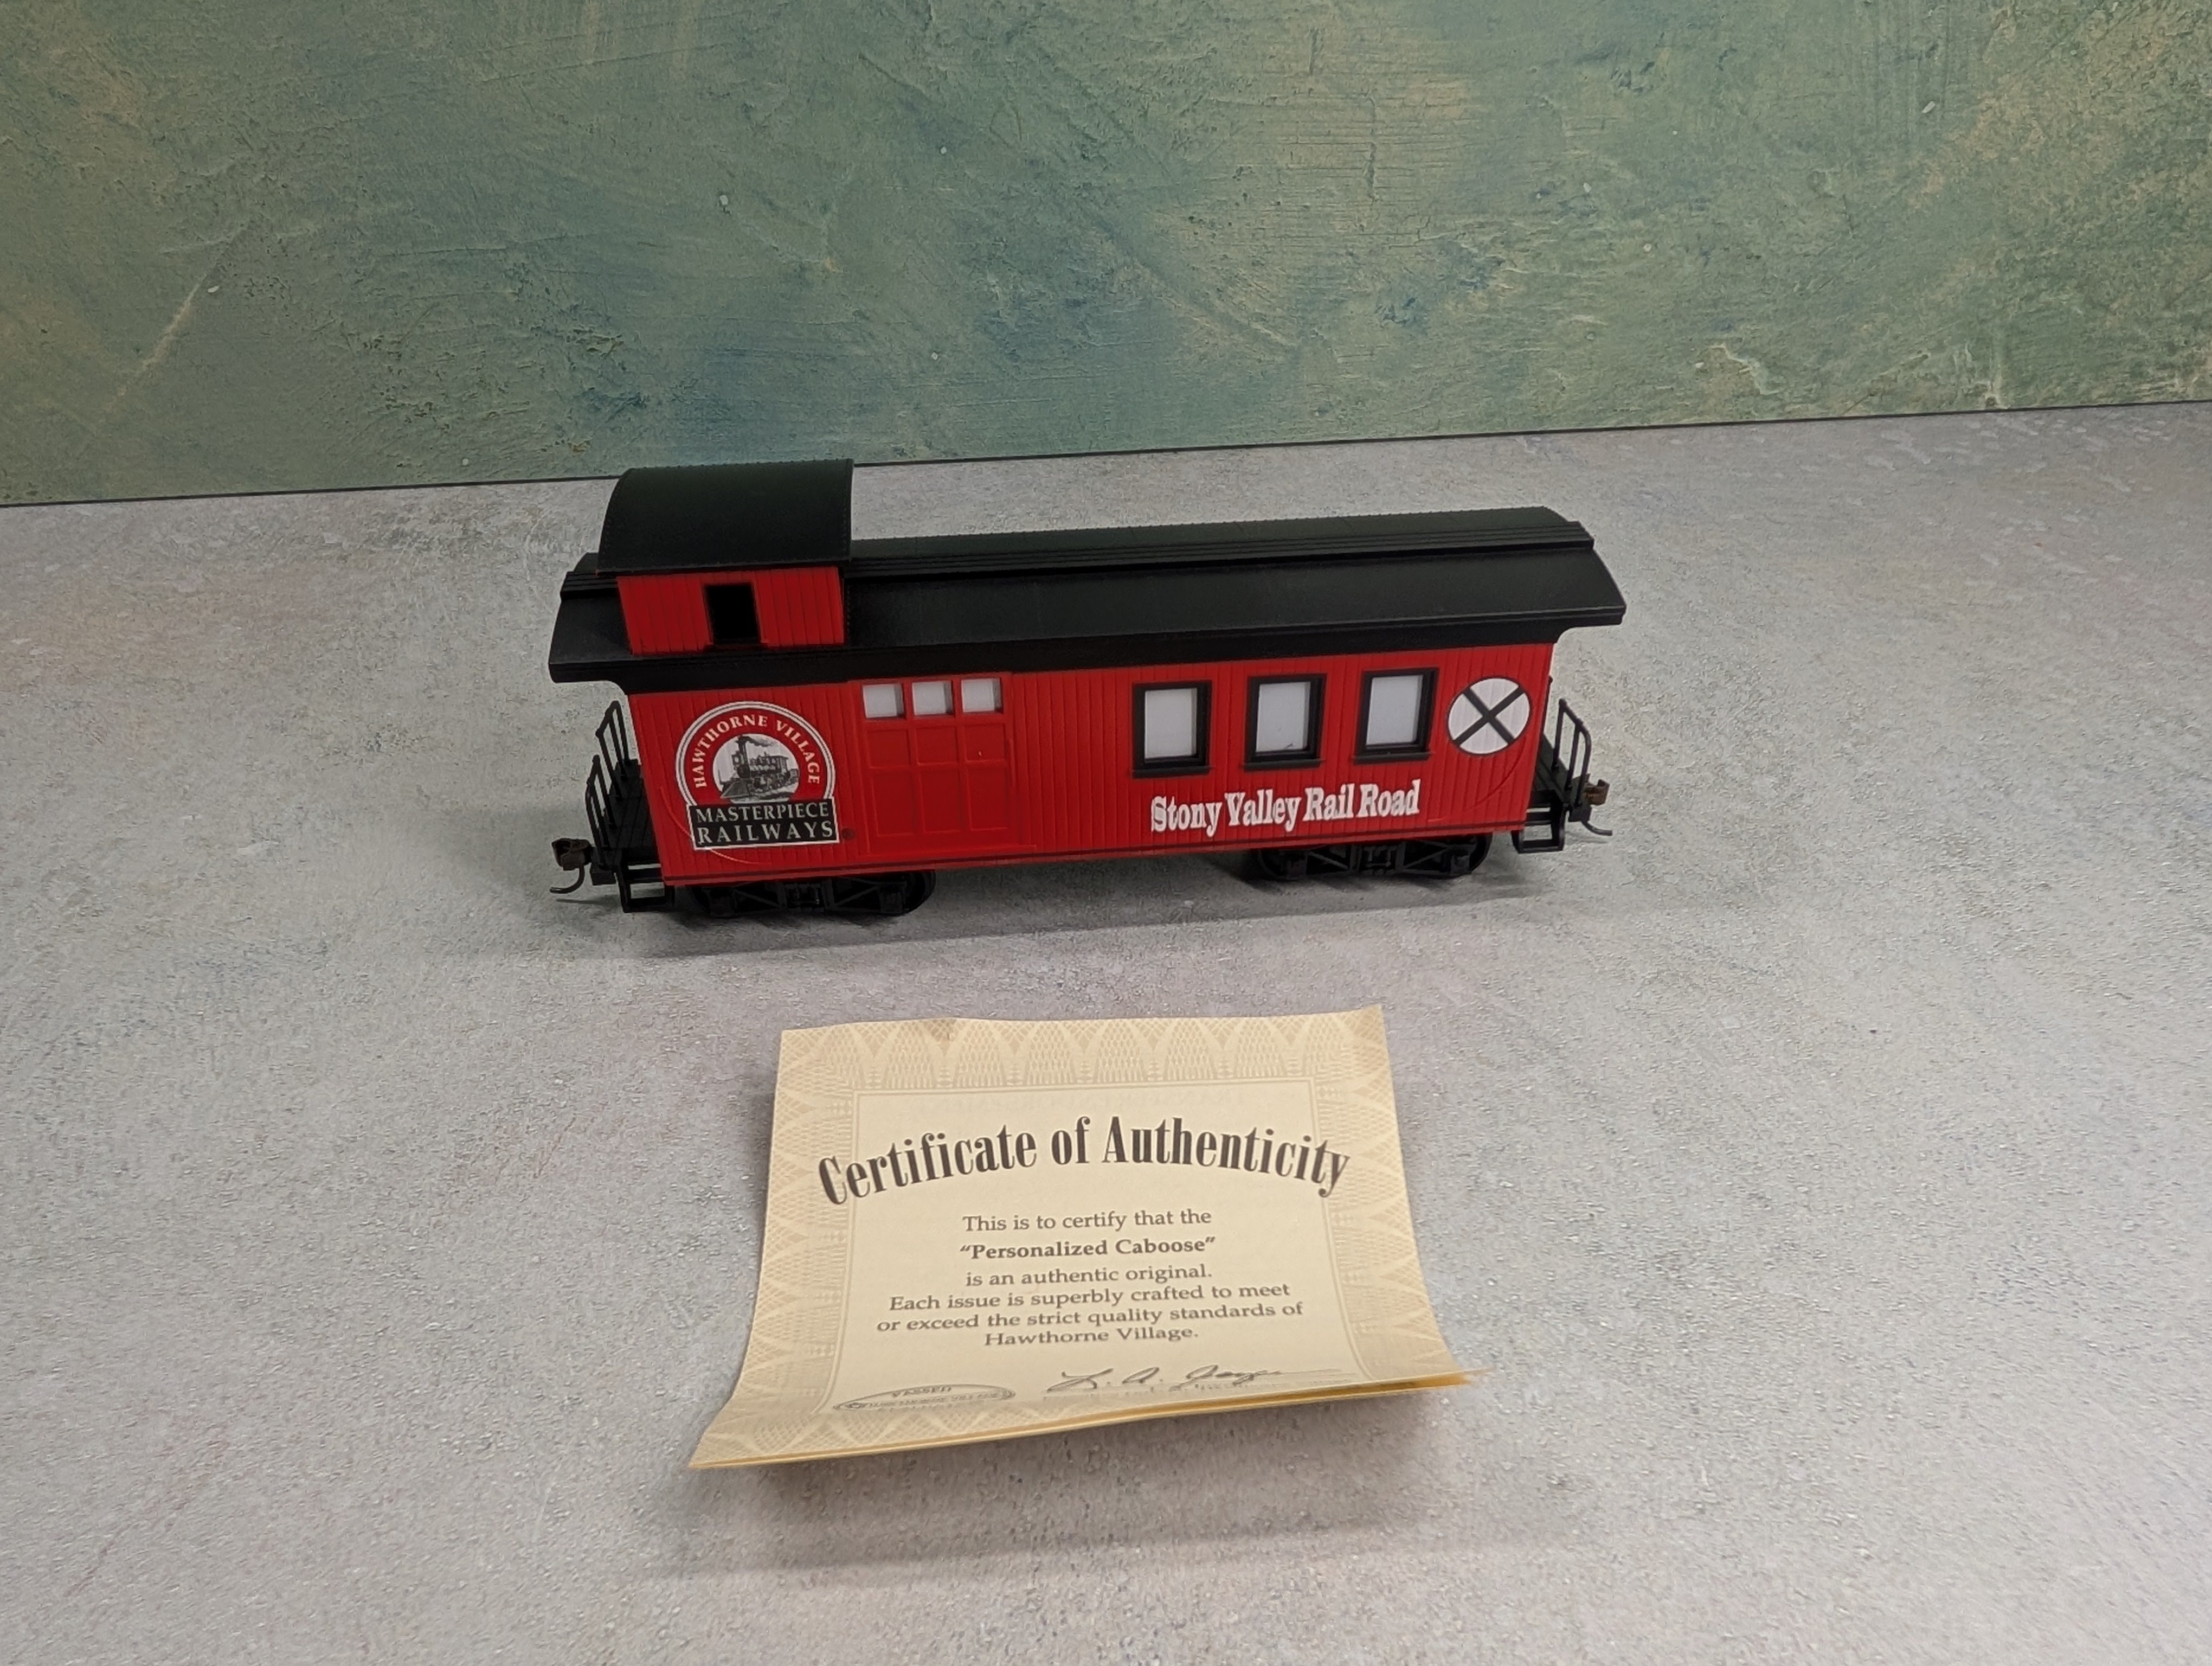 HAWTHORNE VILLAGE
MASTERPIECE
RAILWAYS®
Stony Valley Rail Road
Certificate of Authenticity
This is to certify that the
“Personalized Caboose”
is an authentic original.
Each issue is superbly crafted to meet
or exceed the strict quality standards of
Hawthorne Village.
PASSED